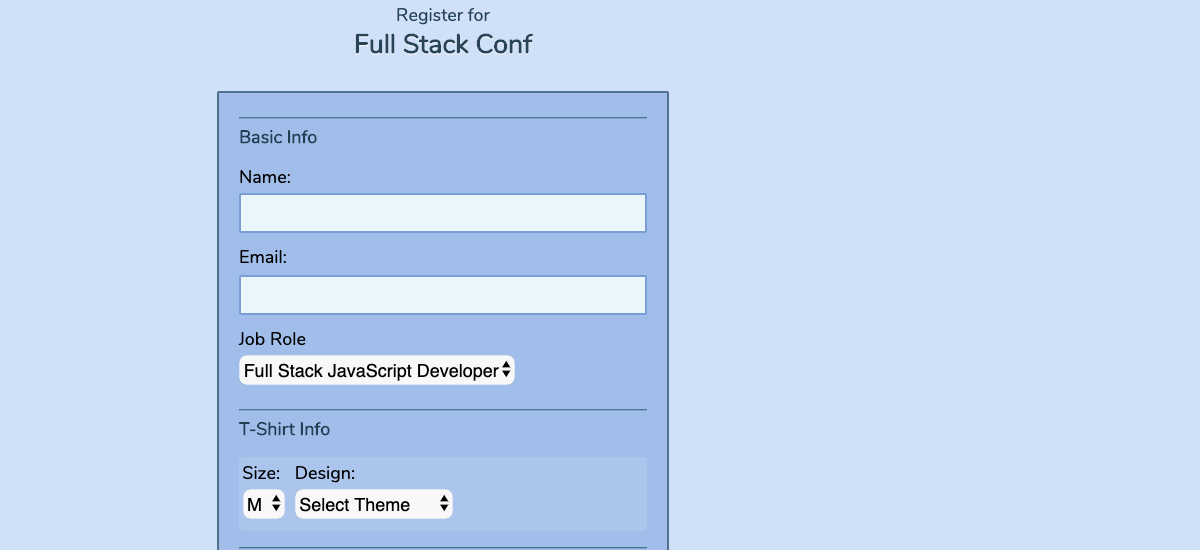 Register for
Full Stack Conf
Basic Info
Name:
Email:
Job Role
Full Stack JavaScript Developer
T-Shirt Info
Size: Design:
M Select Theme